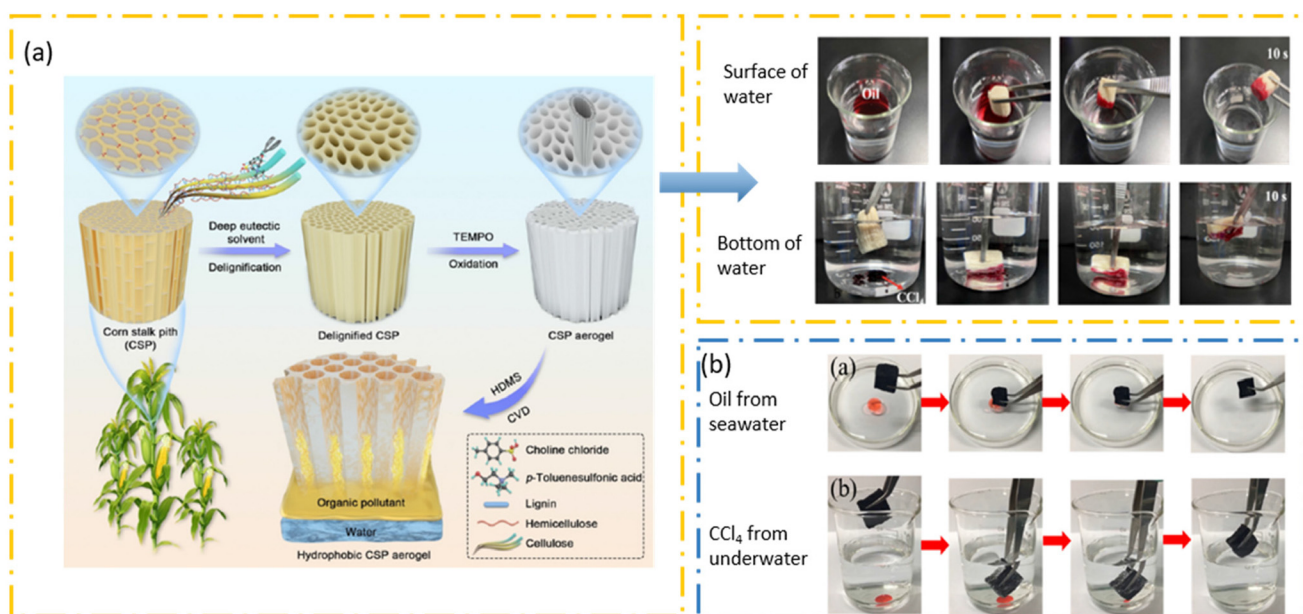 (a)
Deep eutectic
solvent
Delignification
TEMPO
Oxidation
Corn stalk pith
(CSP)
Delignified CSP
CSP aerogel
HDMS
CVD
Choline chloride
p-Toluenesulfonic acid
Lignin
Hemicellulose
Cellulose
Organic pollutant
Water
Hydrophobic CSP aerogel
Surface of
water
Oil
10 s
Bottom of
water
CCl₄
10 s
(b)
Oil from
seawater
(a)
CCl₄ from
underwater
(b)